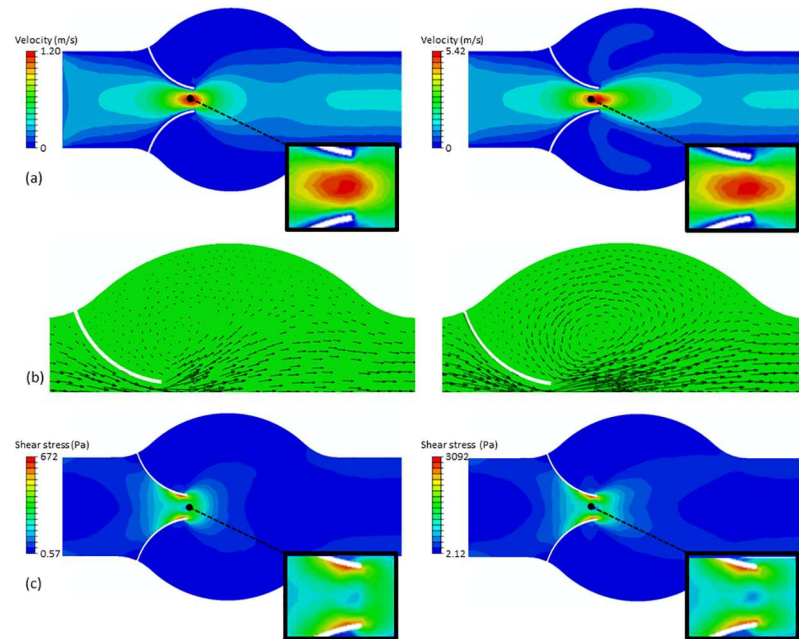 Velocity (m/s)
1.20
0
(a)
Velocity (m/s)
5.42
0
(b)
Shear stress (Pa)
672
0.57
(c)
Shear stress (Pa)
3092
2.12